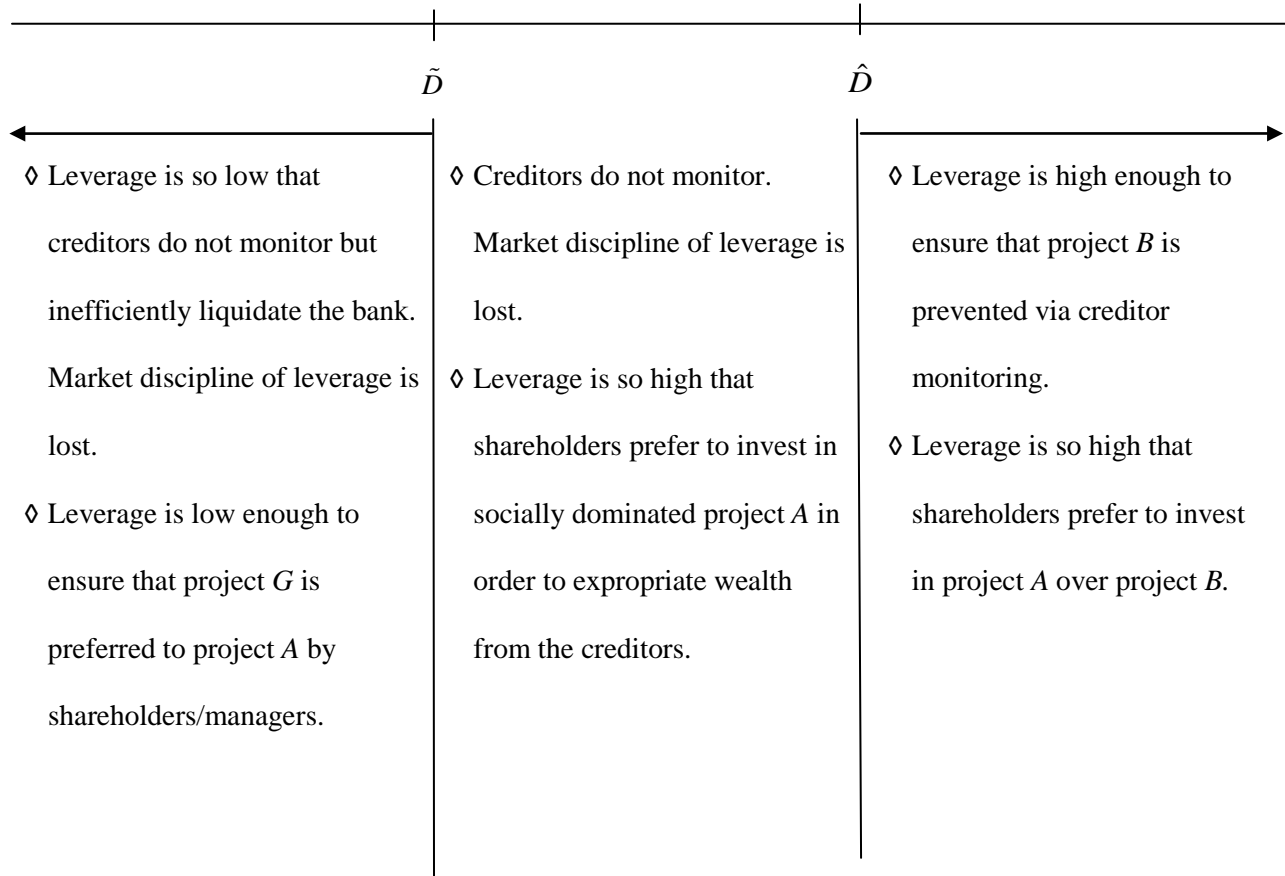 D̃
D̂
◊ Leverage is so low that
creditors do not monitor but
inefficiently liquidate the bank.
Market discipline of leverage is
lost.
◊ Leverage is low enough to
ensure that project G is
preferred to project A by
shareholders/managers.
◊ Creditors do not monitor.
Market discipline of leverage is
lost.
◊ Leverage is so high that
shareholders prefer to invest in
socially dominated project A in
order to expropriate wealth
from the creditors.
◊ Leverage is high enough to
ensure that project B is
prevented via creditor
monitoring.
◊ Leverage is so high that
shareholders prefer to invest
in project A over project B.